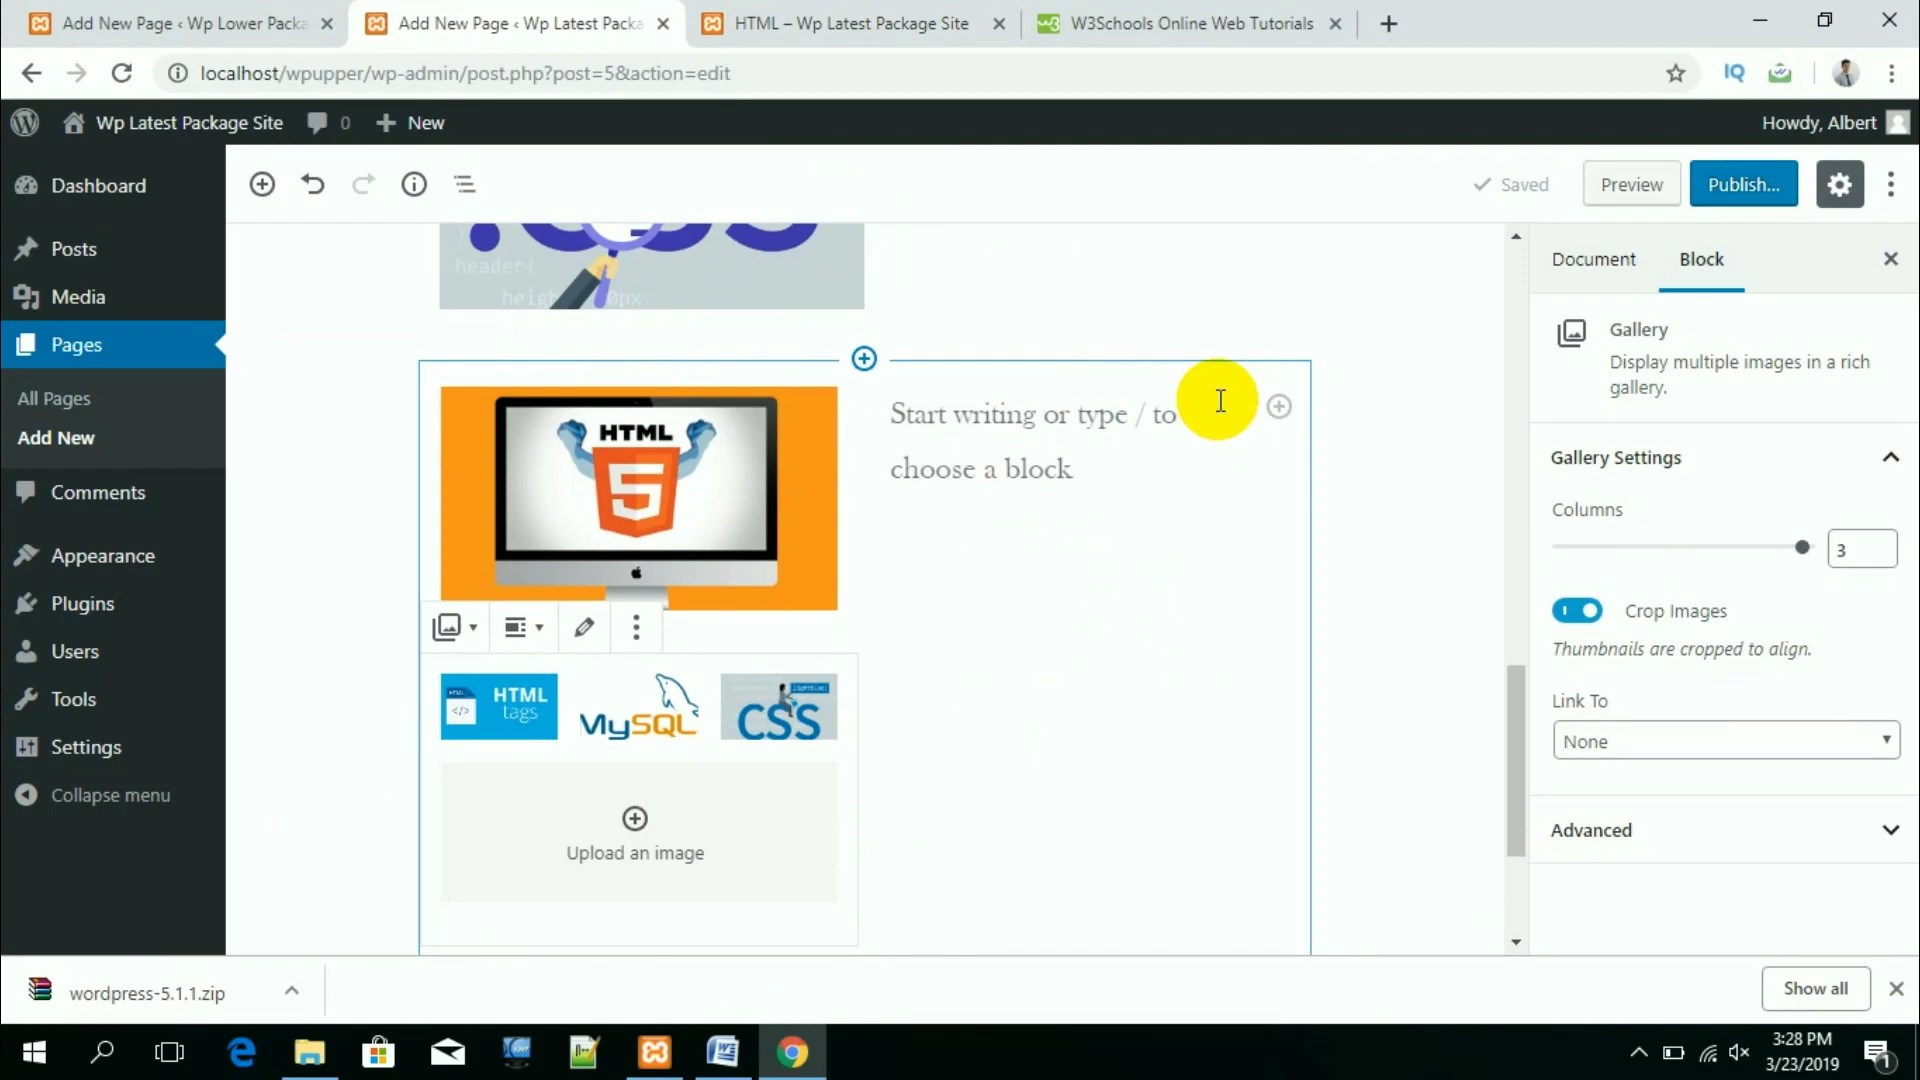 Add New Page ‹ Wp Lower Packa
Add New Page ‹ Wp Latest Packa
HTML – Wp Latest Package Site
W3Schools Online Web Tutorials
localhost/wpupper/wp-admin/post.php?post=5&action=edit
IQ
Wp Latest Package Site
0
New
Howdy, Albert
Dashboard
Posts
Media
Pages
All Pages
Add New
Comments
Appearance
Plugins
Users
Tools
Settings
Collapse menu
Saved
Preview
Publish...
Document
Block
header{
Gallery
Display multiple images in a rich
gallery.
HTML
5
Start writing or type / to
choose a block
Gallery Settings
Columns
3
Crop Images
Thumbnails are cropped to align.
Link To
None
Advanced
HTML
tags
MySQL
CSS
Upload an image
wordpress-5.1.1.zip
Show all
3:28 PM
3/23/2019
1